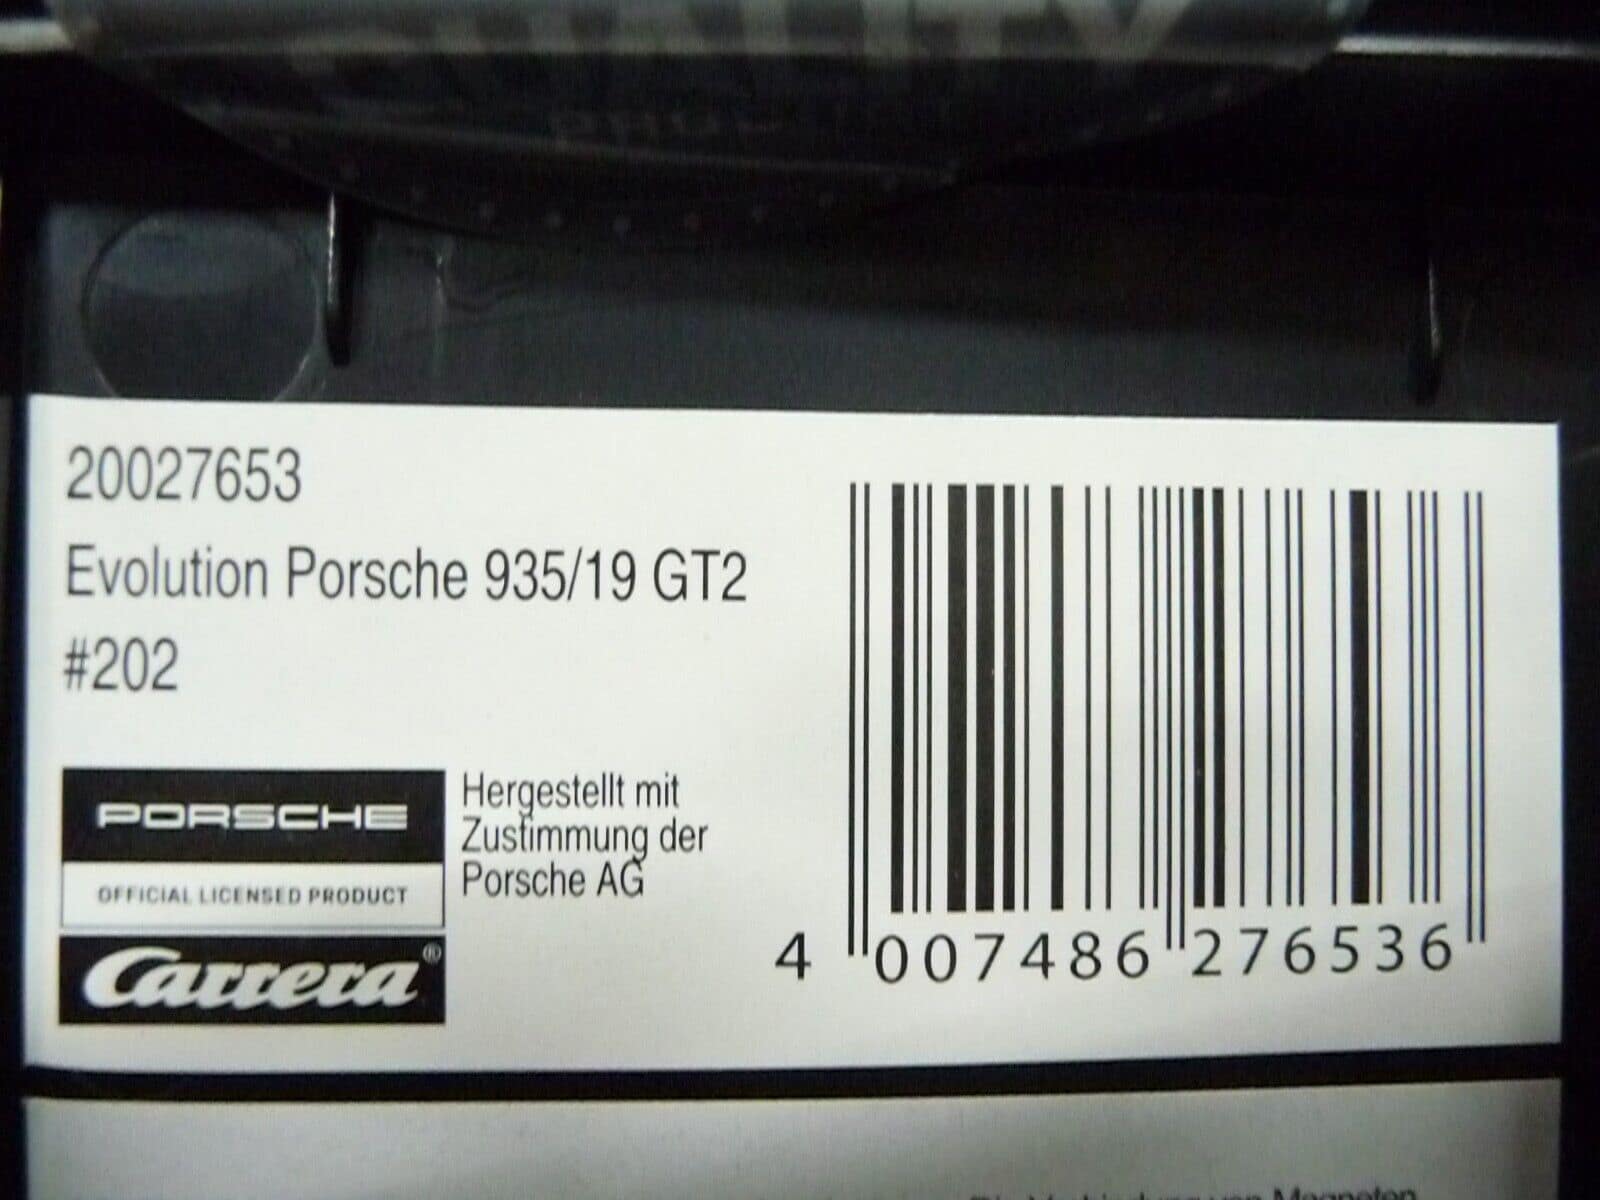 20027653
Evolution Porsche 935/19 GT2
#202
PORSCHE
OFFICIAL LICENSED PRODUCT
Carrera®
Hergestellt mit
Zustimmung der
Porsche AG
4 007486 276536